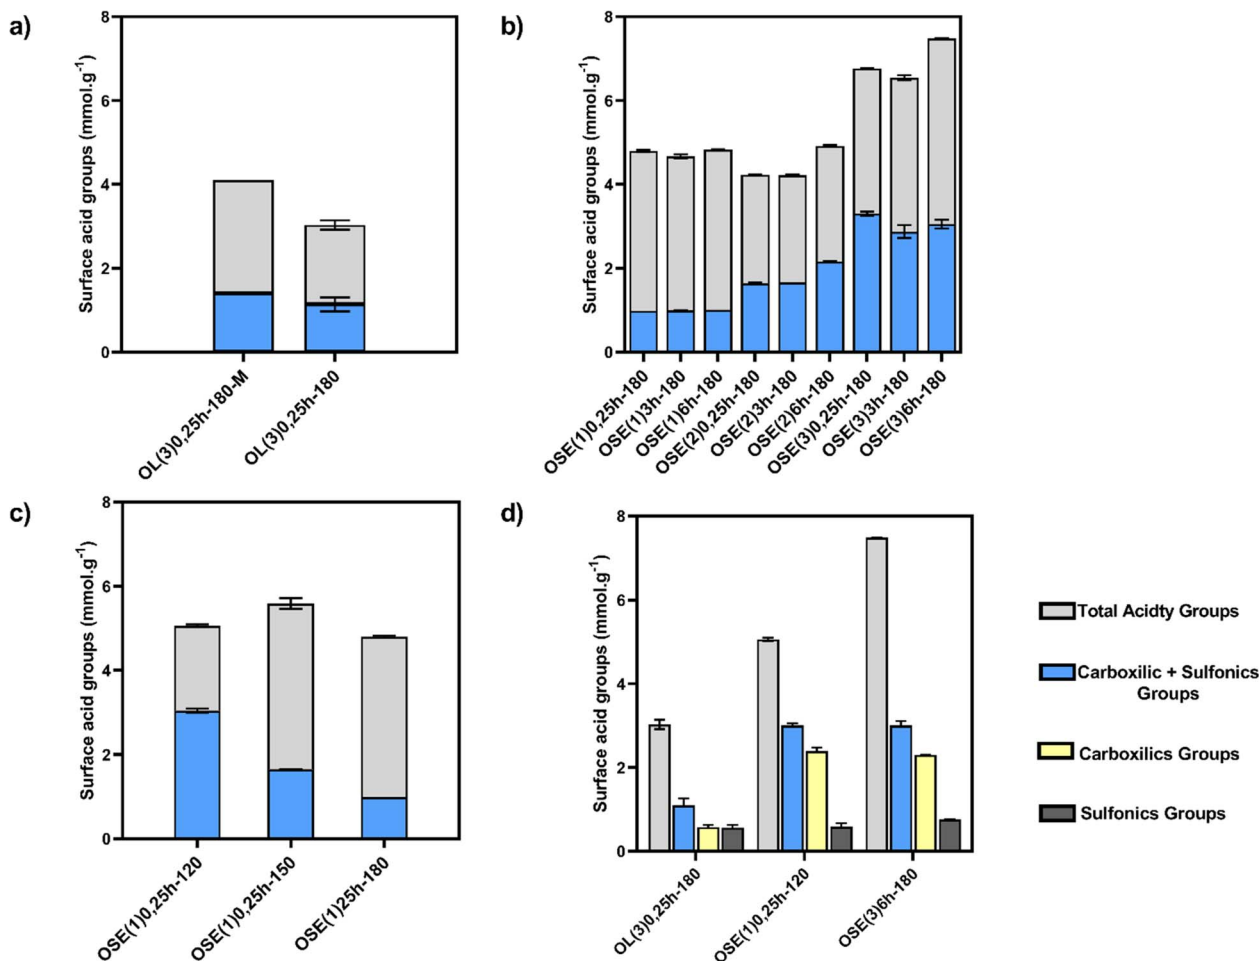 a)
Surface acid groups (mmol.g⁻¹)
8
6
4
2
0
OL(3)0,25h-180-M
OL(3)0,25h-180
b)
Surface acid groups (mmol.g⁻¹)
8
6
4
2
0
OSE(1)0,25h-180
OSE(1)3h-180
OSE(1)6h-180
OSE(2)0,25h-180
OSE(2)3h-180
OSE(2)6h-180
OSE(3)0,25h-180
OSE(3)3h-180
OSE(3)6h-180
c)
Surface acid groups (mmol.g⁻¹)
8
6
4
2
0
OSE(1)0,25h-120
OSE(1)0,25h-150
OSE(1)25h-180
d)
Surface acid groups (mmol.g⁻¹)
8
6
4
2
0
OL(3)0,25h-180
OSE(1)0,25h-120
OSE(3)6h-180
Total Acidty Groups
Carboxilic + Sulfonics
Groups
Carboxilics Groups
Sulfonics Groups